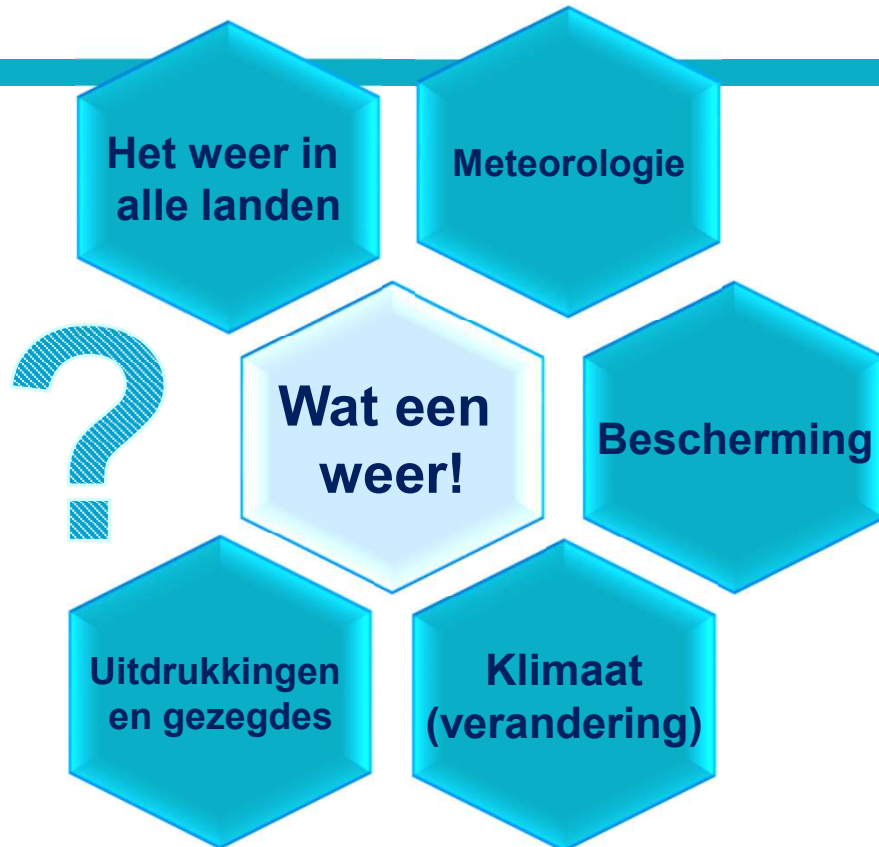 Het weer in
alle landen
Meteorologie
?
Wat een
weer!
Bescherming
Uitdrukkingen
en gezegdes
Klimaat
(verandering)